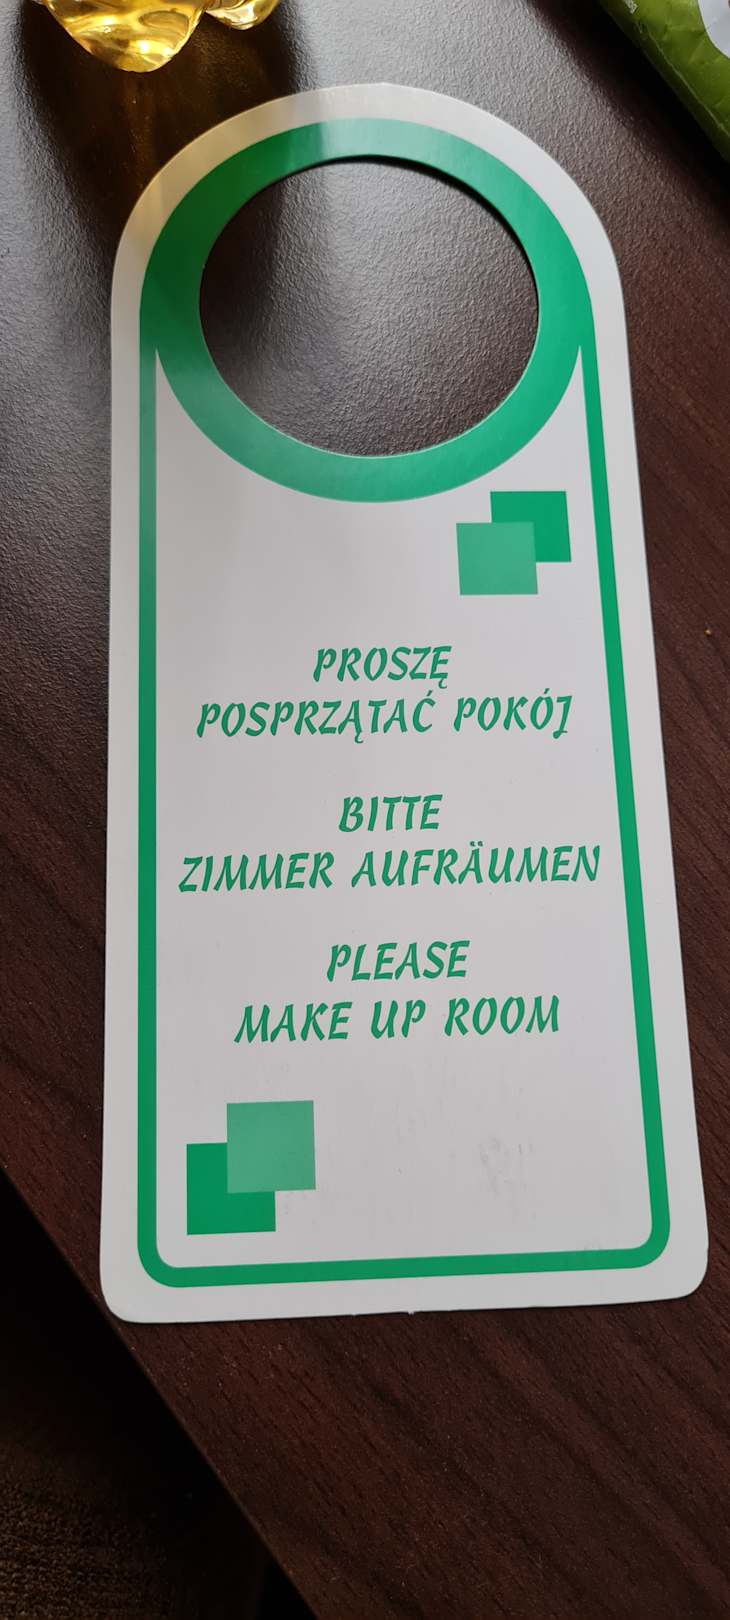 PROSZĘ
POSPRZĄTAĆ POKÓJ
BITTE
ZIMMER AUFRÄUMEN
PLEASE
MAKE UP ROOM